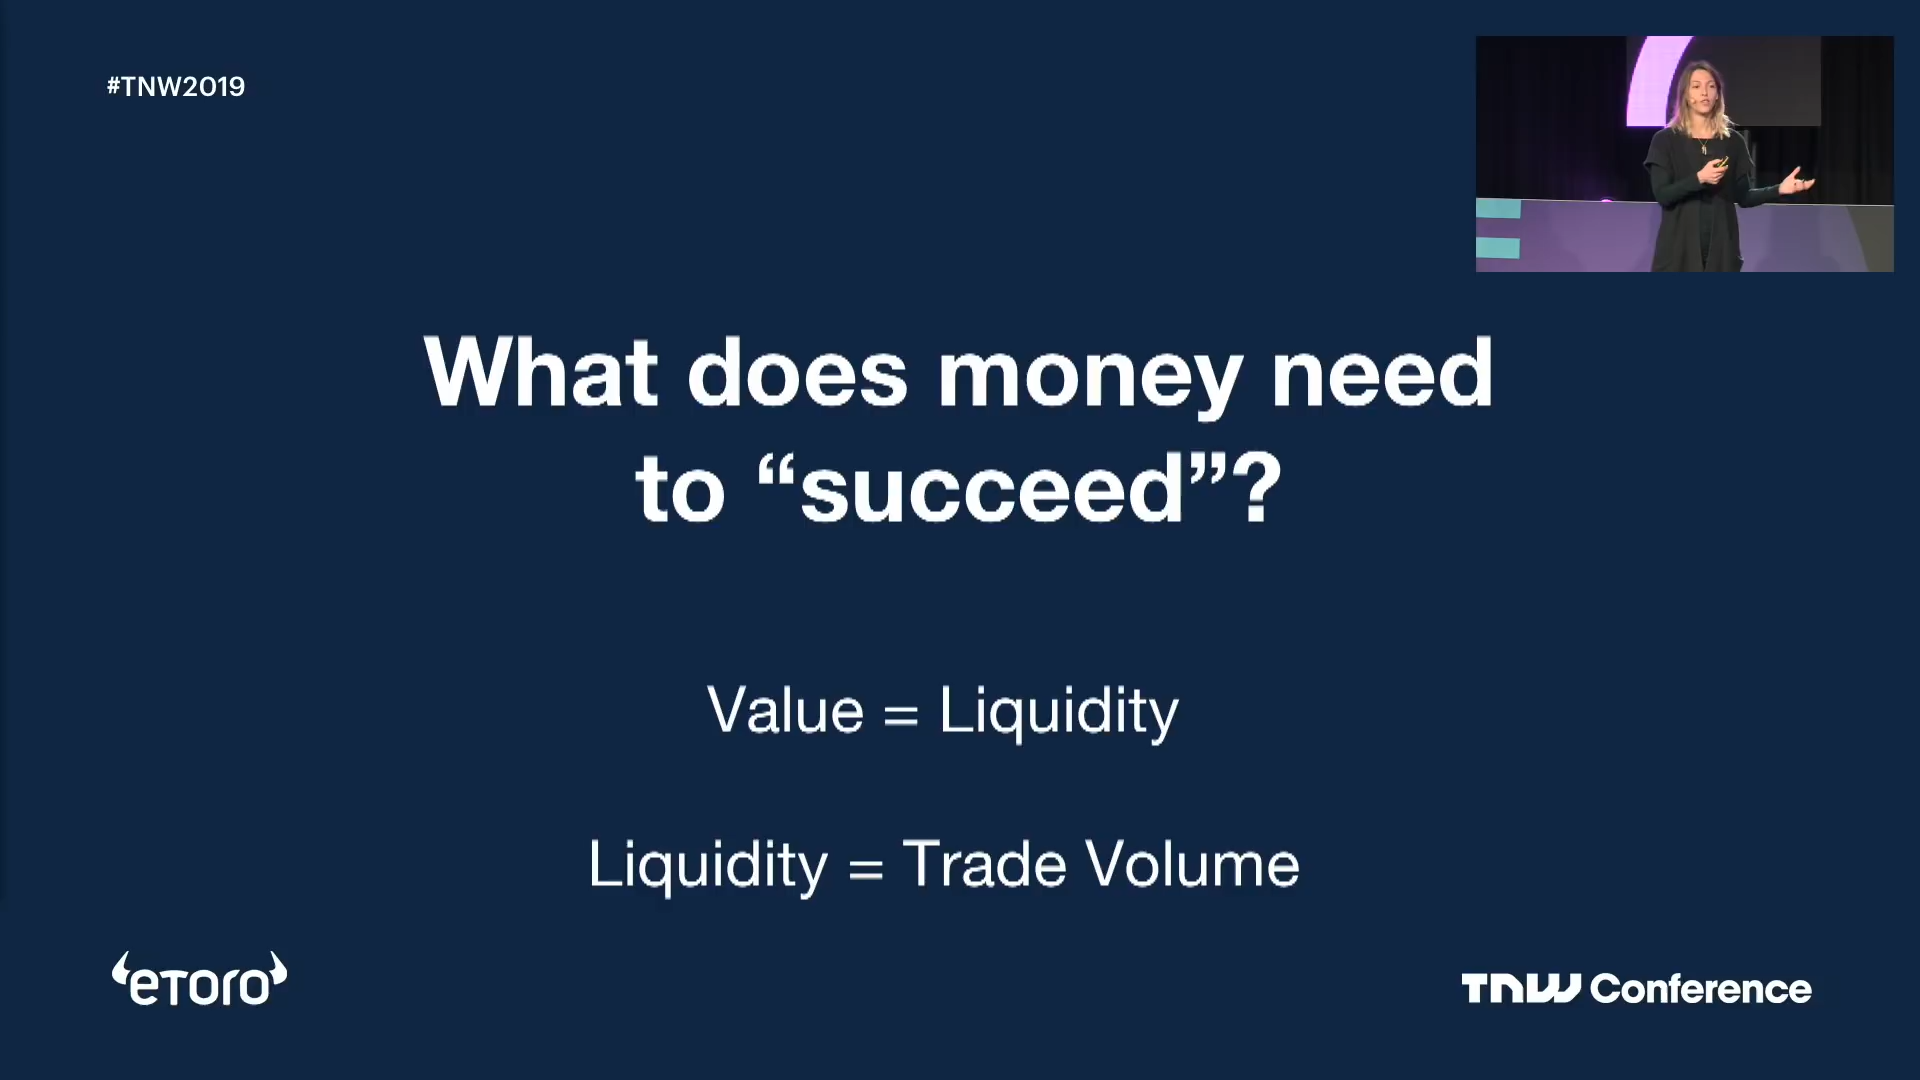 #TNW2019
What does money need
to “succeed”?
Value = Liquidity
Liquidity = Trade Volume
eToro
TNW Conference